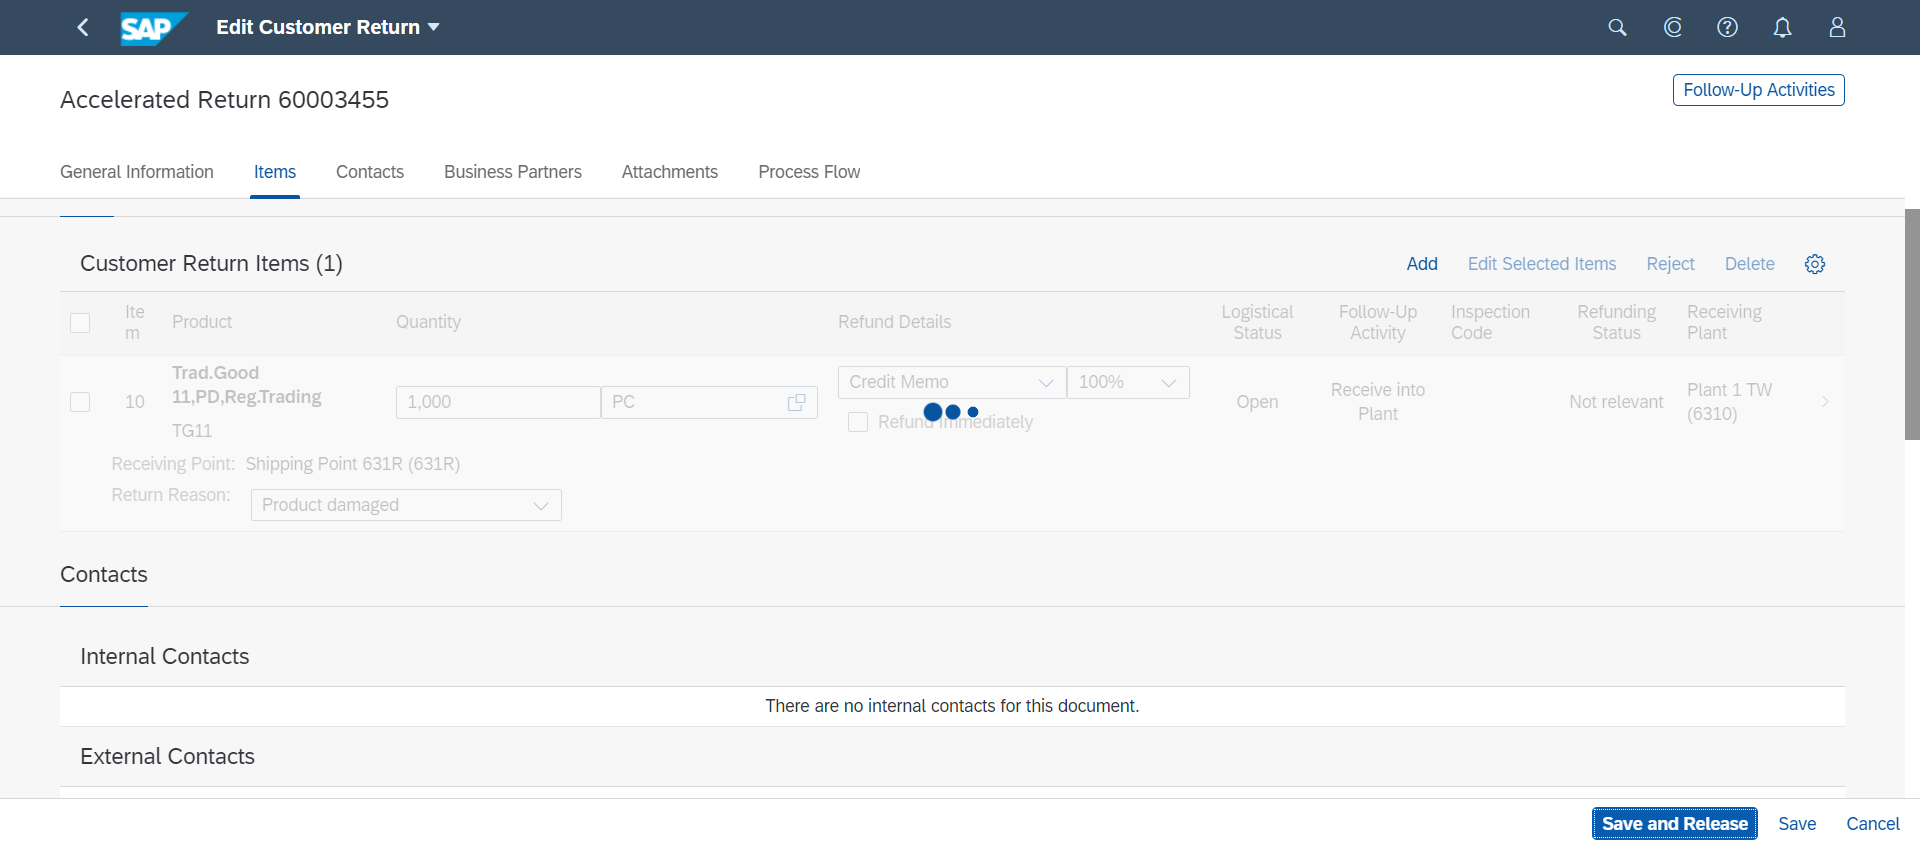 SAP Edit Customer Return
Accelerated Return 60003455
Follow-Up Activities
General Information Items Contacts Business Partners Attachments Process Flow
Customer Return Items (1)
Add Edit Selected Items Reject Delete
Ite
m
Product
Quantity
Refund Details
Logistical
Status
Follow-Up
Activity
Inspection
Code
Refunding
Status
Receiving
Plant
10
Trad.Good
11,PD,Reg.Trading
TG11
1,000
PC
Credit Memo
100%
Refund Immediately
Open
Receive into
Plant
Not relevant
Plant 1 TW
(6310)
Receiving Point: Shipping Point 631R (631R)
Return Reason: Product damaged
Contacts
Internal Contacts
There are no internal contacts for this document.
External Contacts
Save and Release Save Cancel